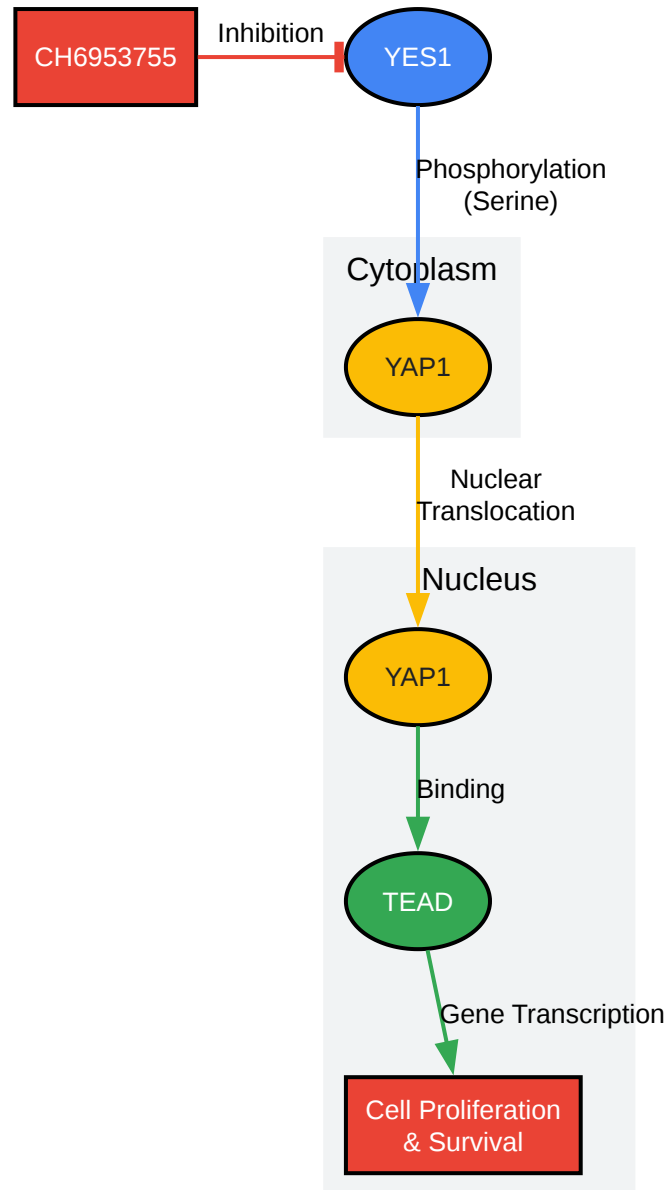 CH6953755
Inhibition
YES1
Phosphorylation
(Serine)
Cytoplasm
YAP1
Nuclear
Translocation
Nucleus
YAP1
Binding
TEAD
Gene Transcription
Cell Proliferation
& Survival